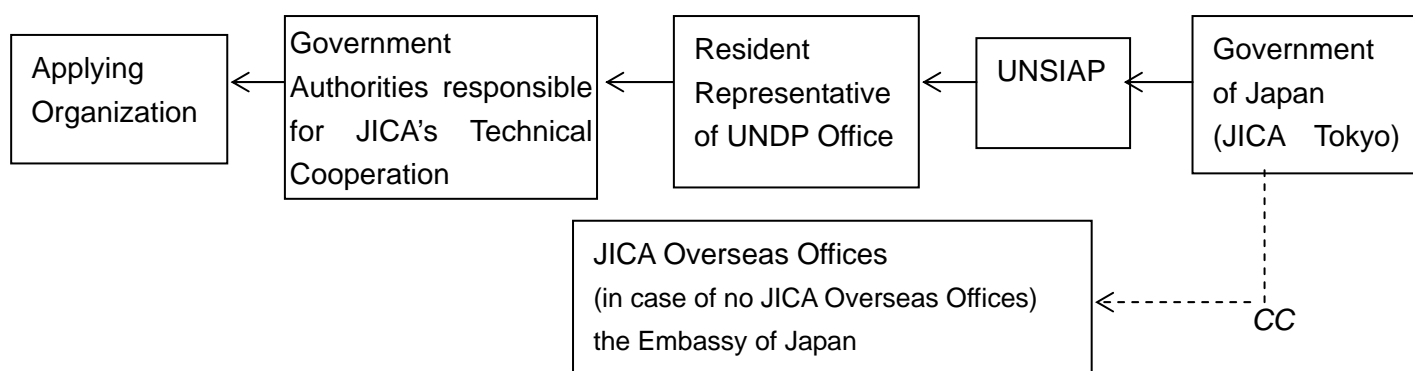 Applying
Organization
Government
Authorities responsible
for JICA's Technical
Cooperation
Resident
Representative
of UNDP Office
UNSIAP
Government
of Japan
(JICA Tokyo)
JICA Overseas Offices
(in case of no JICA Overseas Offices)
the Embassy of Japan
CC